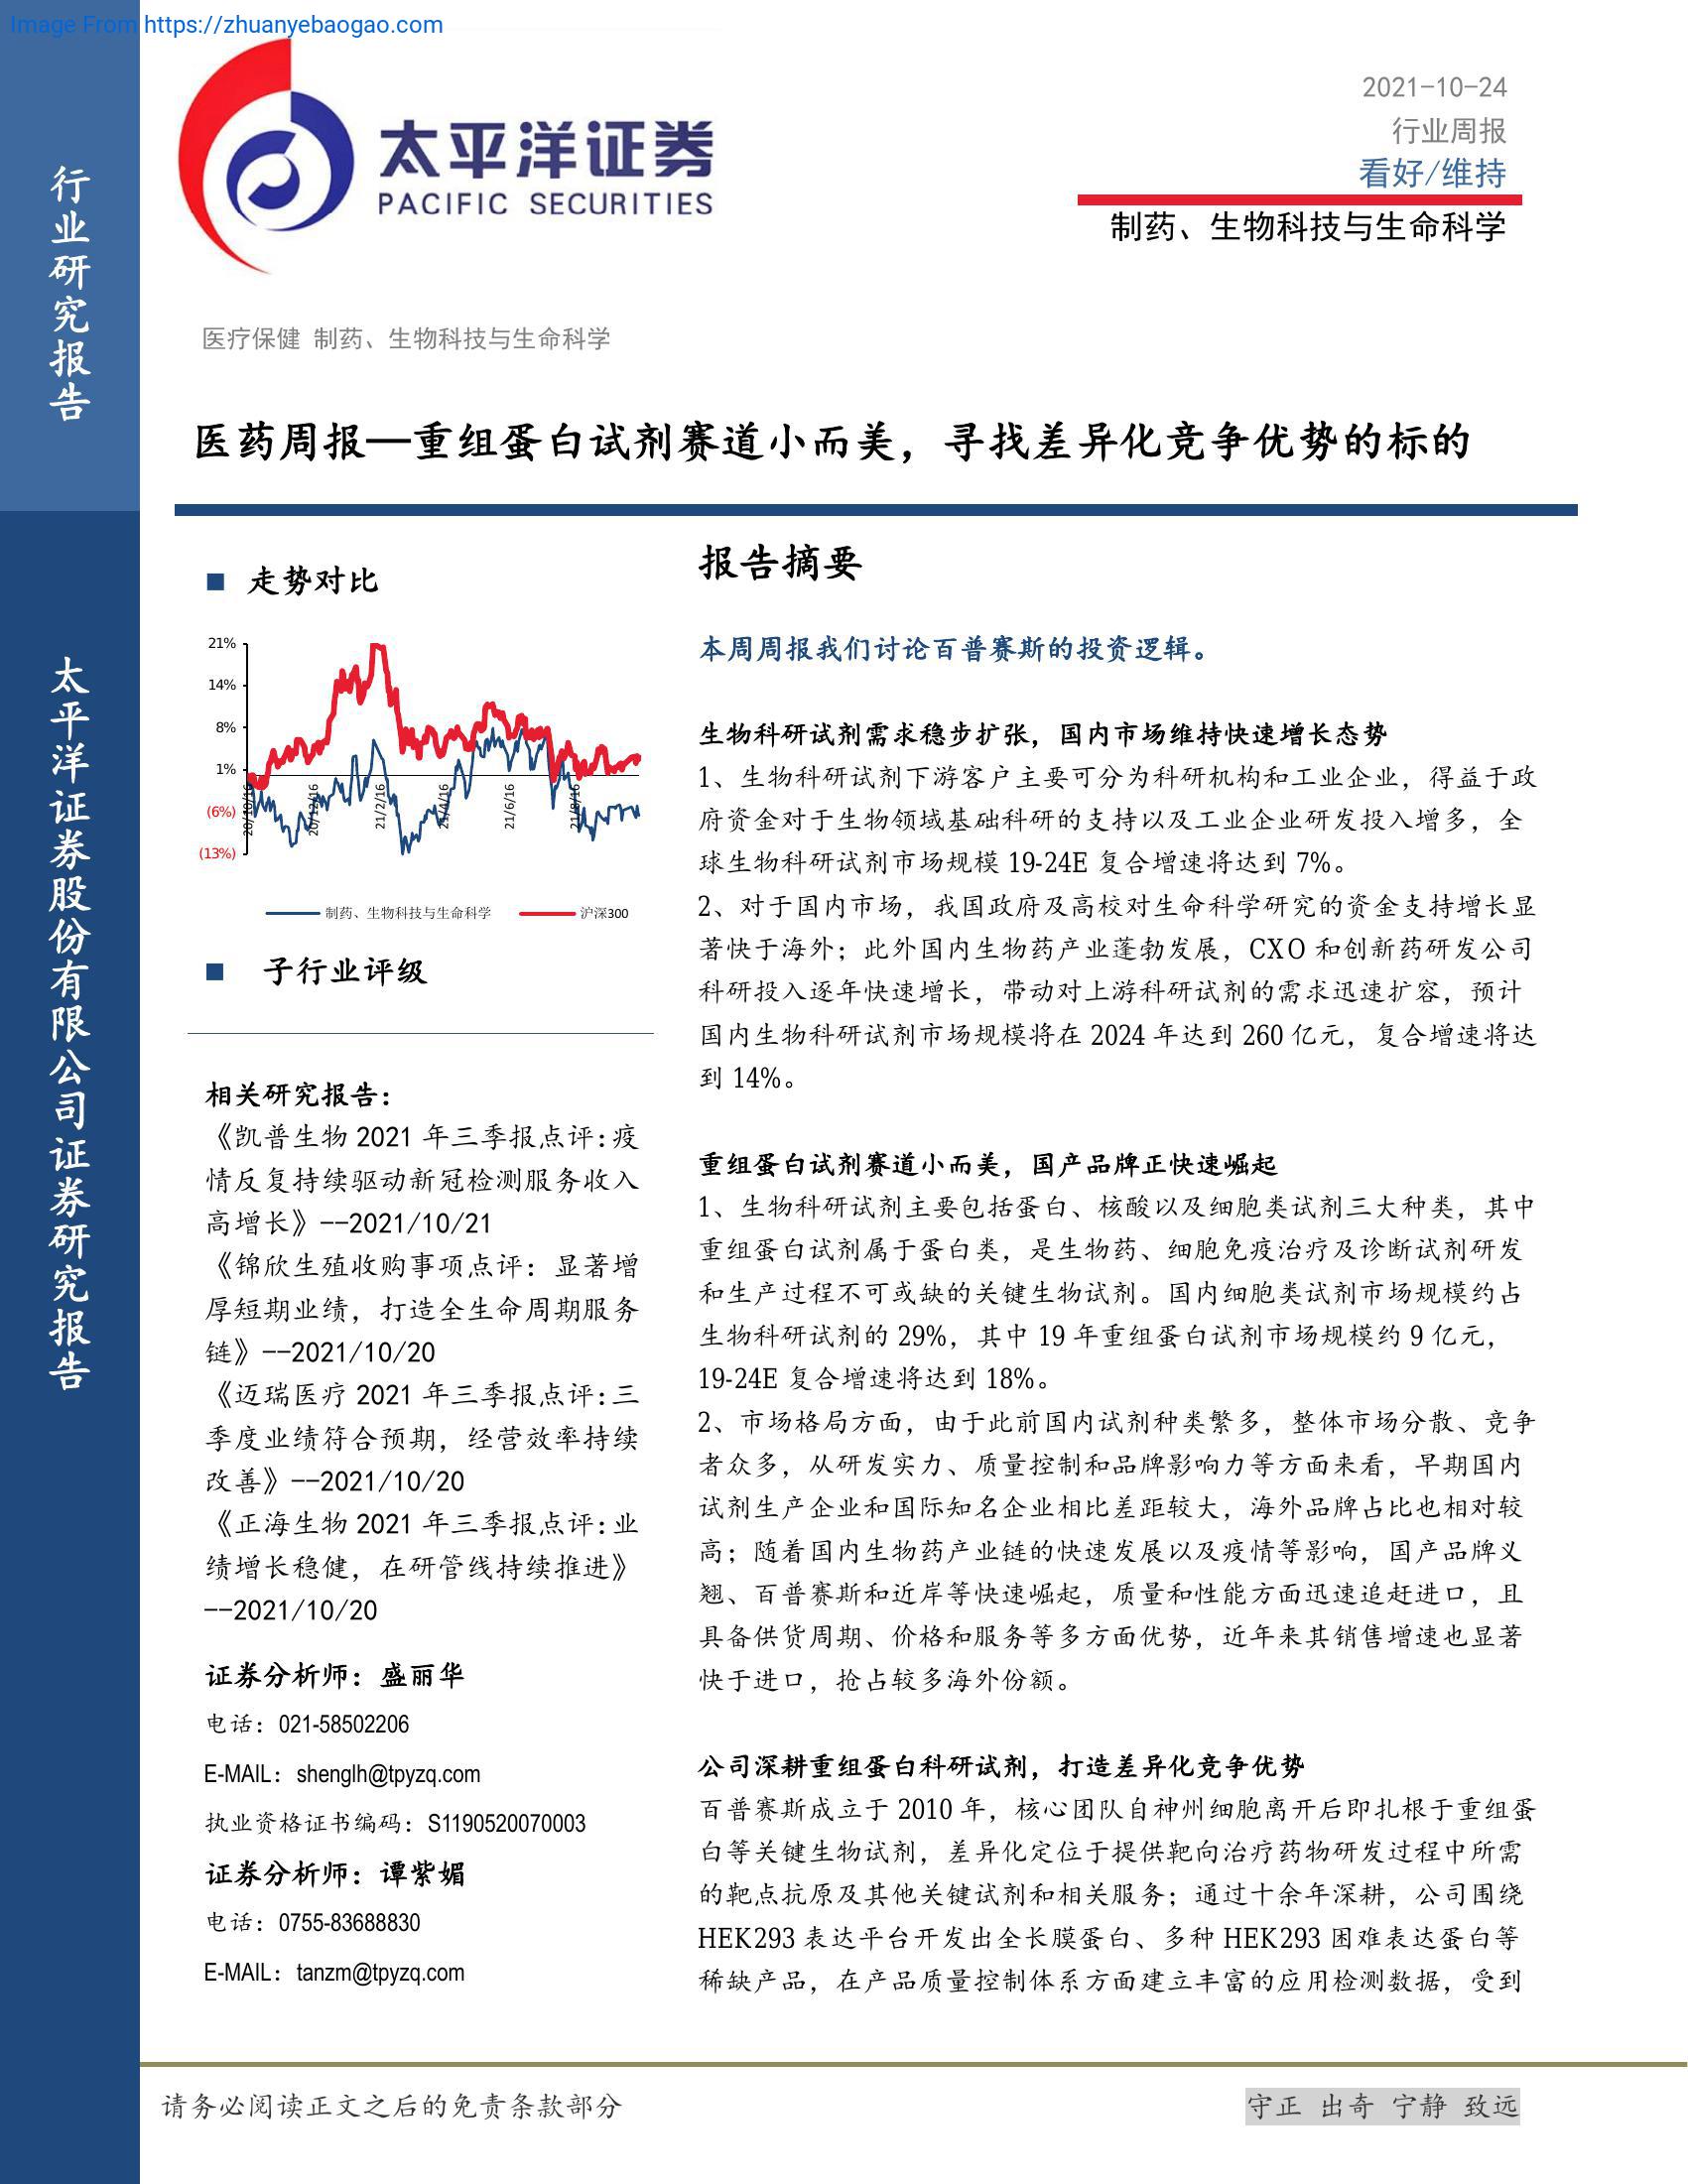 Image From https://zhuanyebaogao.com
行业研究报告
太平洋证券股份有限公司证券研究报告
太平洋证券
PACIFIC SECURITIES
2021-10-24
行业周报
看好/维持
制药、生物科技与生命科学
医疗保健 制药、生物科技与生命科学
医药周报—重组蛋白试剂赛道小而美，寻找差异化竞争优势的标的
走势对比
21%
14%
8%
1%
(6%)
(13%)
20/10/16
20/12/16
21/2/16
21/4/16
21/6/16
21/8/16
制药、生物科技与生命科学 沪深300
子行业评级
相关研究报告：
《凯普生物 2021 年三季报点评：疫
情反复持续驱动新冠检测服务收入
高增长》--2021/10/21
《锦欣生殖收购事项点评：显著增
厚短期业绩，打造全生命周期服务
链》--2021/10/20
《迈瑞医疗 2021 年三季报点评：三
季度业绩符合预期，经营效率持续
改善》--2021/10/20
《正海生物 2021 年三季报点评：业
绩增长稳健，在研管线持续推进》
--2021/10/20
证券分析师：盛丽华
电话：021-58502206
E-MAIL：shenglh@tpyzq.com
执业资格证书编码：S1190520070003
证券分析师：谭紫媚
电话：0755-83688830
E-MAIL：tanzm@tpyzq.com
报告摘要
本周周报我们讨论百普赛斯的投资逻辑。
生物科研试剂需求稳步扩张，国内市场维持快速增长态势
1、生物科研试剂下游客户主要可分为科研机构和工业企业，得益于政
府资金对于生物领域基础科研的支持以及工业企业研发投入增多，全
球生物科研试剂市场规模 19-24E 复合增速将达到 7%。
2、对于国内市场，我国政府及高校对生命科学研究的资金支持增长显
著快于海外；此外国内生物药产业蓬勃发展，CXO 和创新药研发公司
科研投入逐年快速增长，带动对上游科研试剂的需求迅速扩容，预计
国内生物科研试剂市场规模将在 2024 年达到 260 亿元，复合增速将达
到 14%。
重组蛋白试剂赛道小而美，国产品牌正快速崛起
1、生物科研试剂主要包括蛋白、核酸以及细胞类试剂三大种类，其中
重组蛋白试剂属于蛋白类，是生物药、细胞免疫治疗及诊断试剂研发
和生产过程不可或缺的关键生物试剂。国内细胞类试剂市场规模约占
生物科研试剂的 29%，其中 19 年重组蛋白试剂市场规模约 9 亿元，
19-24E 复合增速将达到 18%。
2、市场格局方面，由于此前国内试剂种类繁多，整体市场分散、竞争
者众多，从研发实力、质量控制和品牌影响力等方面来看，早期国内
试剂生产企业和国际知名企业相比差距较大，海外品牌占比也相对较
高；随着国内生物药产业链的快速发展以及疫情等影响，国产品牌义
翘、百普赛斯和近岸等快速崛起，质量和性能方面迅速追赶进口，且
具备供货周期、价格和服务等多方面优势，近年来其销售增速也显著
快于进口，抢占较多海外份额。
公司深耕重组蛋白科研试剂，打造差异化竞争优势
百普赛斯成立于 2010 年，核心团队自神州细胞离开后即扎根于重组蛋
白等关键生物试剂，差异化定位于提供靶向治疗药物研发过程中所需
的靶点抗原及其他关键试剂和相关服务；通过十余年深耕，公司围绕
HEK293 表达平台开发出全长膜蛋白、多种 HEK293 困难表达蛋白等
稀缺产品，在产品质量控制体系方面建立丰富的应用检测数据，受到
请务必阅读正文之后的免责条款部分
守正 出奇 宁静 致远